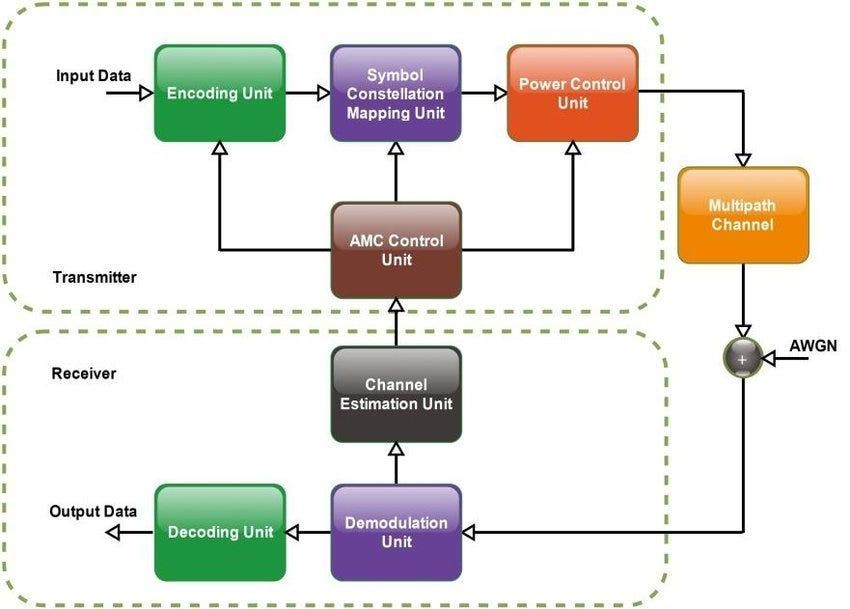 Input Data
Encoding Unit
Symbol
Constellation
Mapping Unit
Power Control
Unit
Multipath
Channel
AMC Control
Unit
Transmitter
+
AWGN
Receiver
Channel
Estimation Unit
Output Data
Decoding Unit
Demodulation
Unit